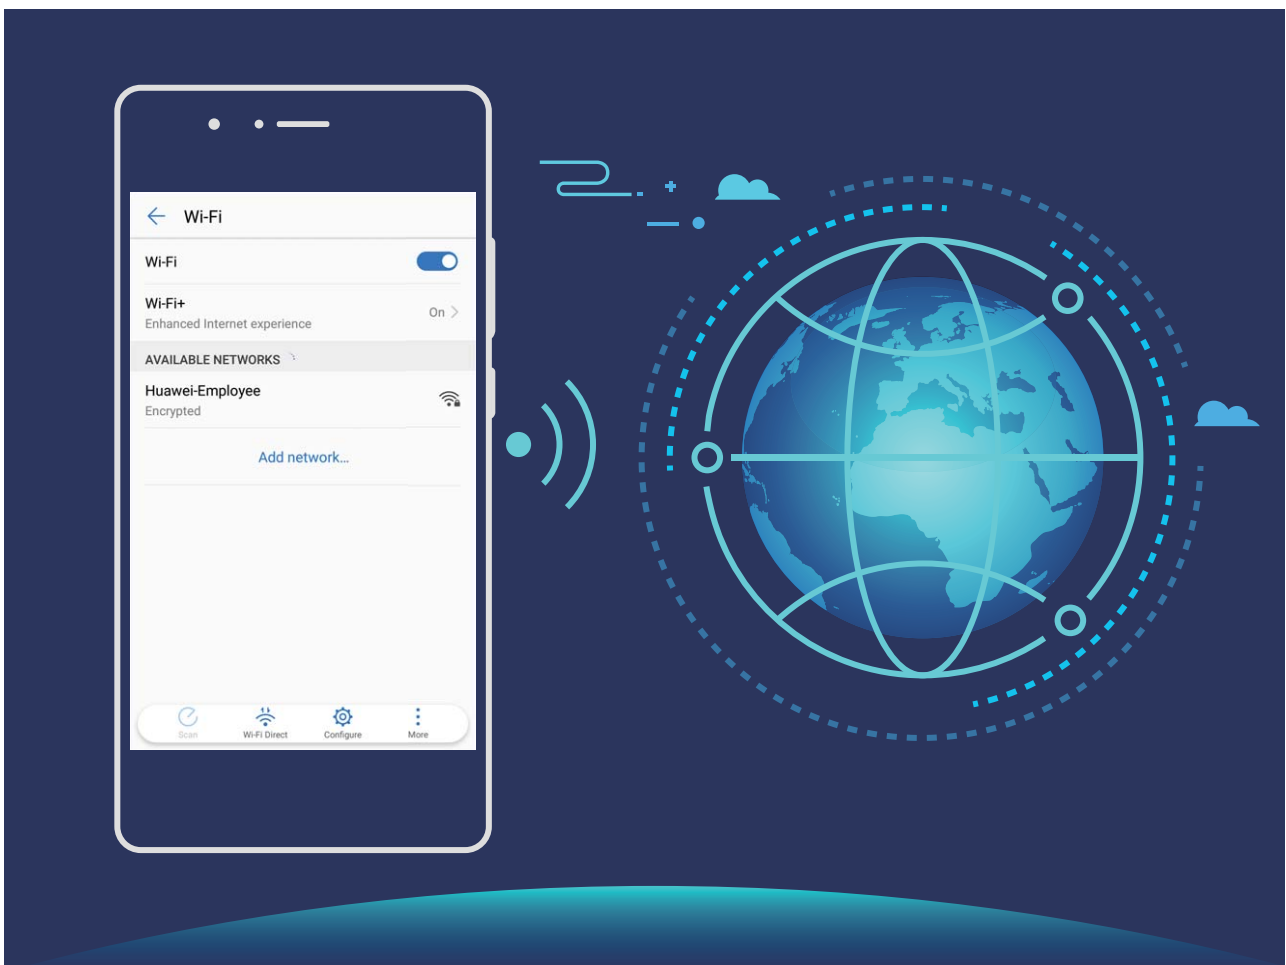 Wi-Fi
Wi-Fi
Wi-Fi+
On
Enhanced Internet experience
AVAILABLE NETWORKS
Huawei-Employee
Encrypted
Add network...
Scan Wi-Fi Direct Configure More